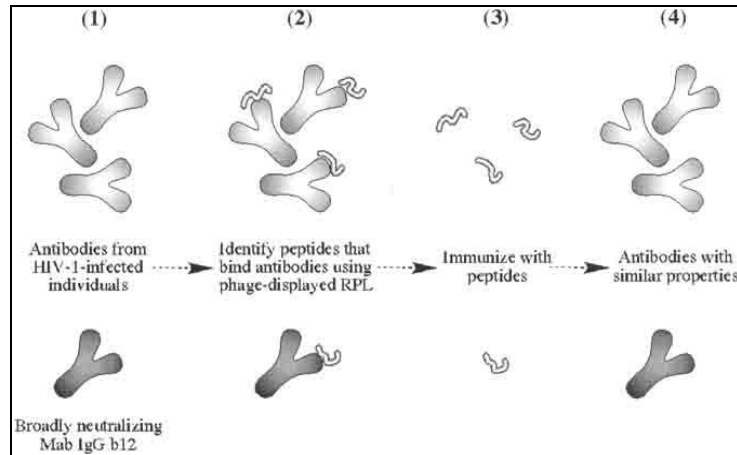 (1)
(2)
(3)
(4)
Antibodies from
HIV-1-infected
individuals
Identify peptides that
bind antibodies using
phage-displayed RPL
Immunize with
peptides
Antibodies with
similar properties
Broadly neutralizing
Mab IgG b12